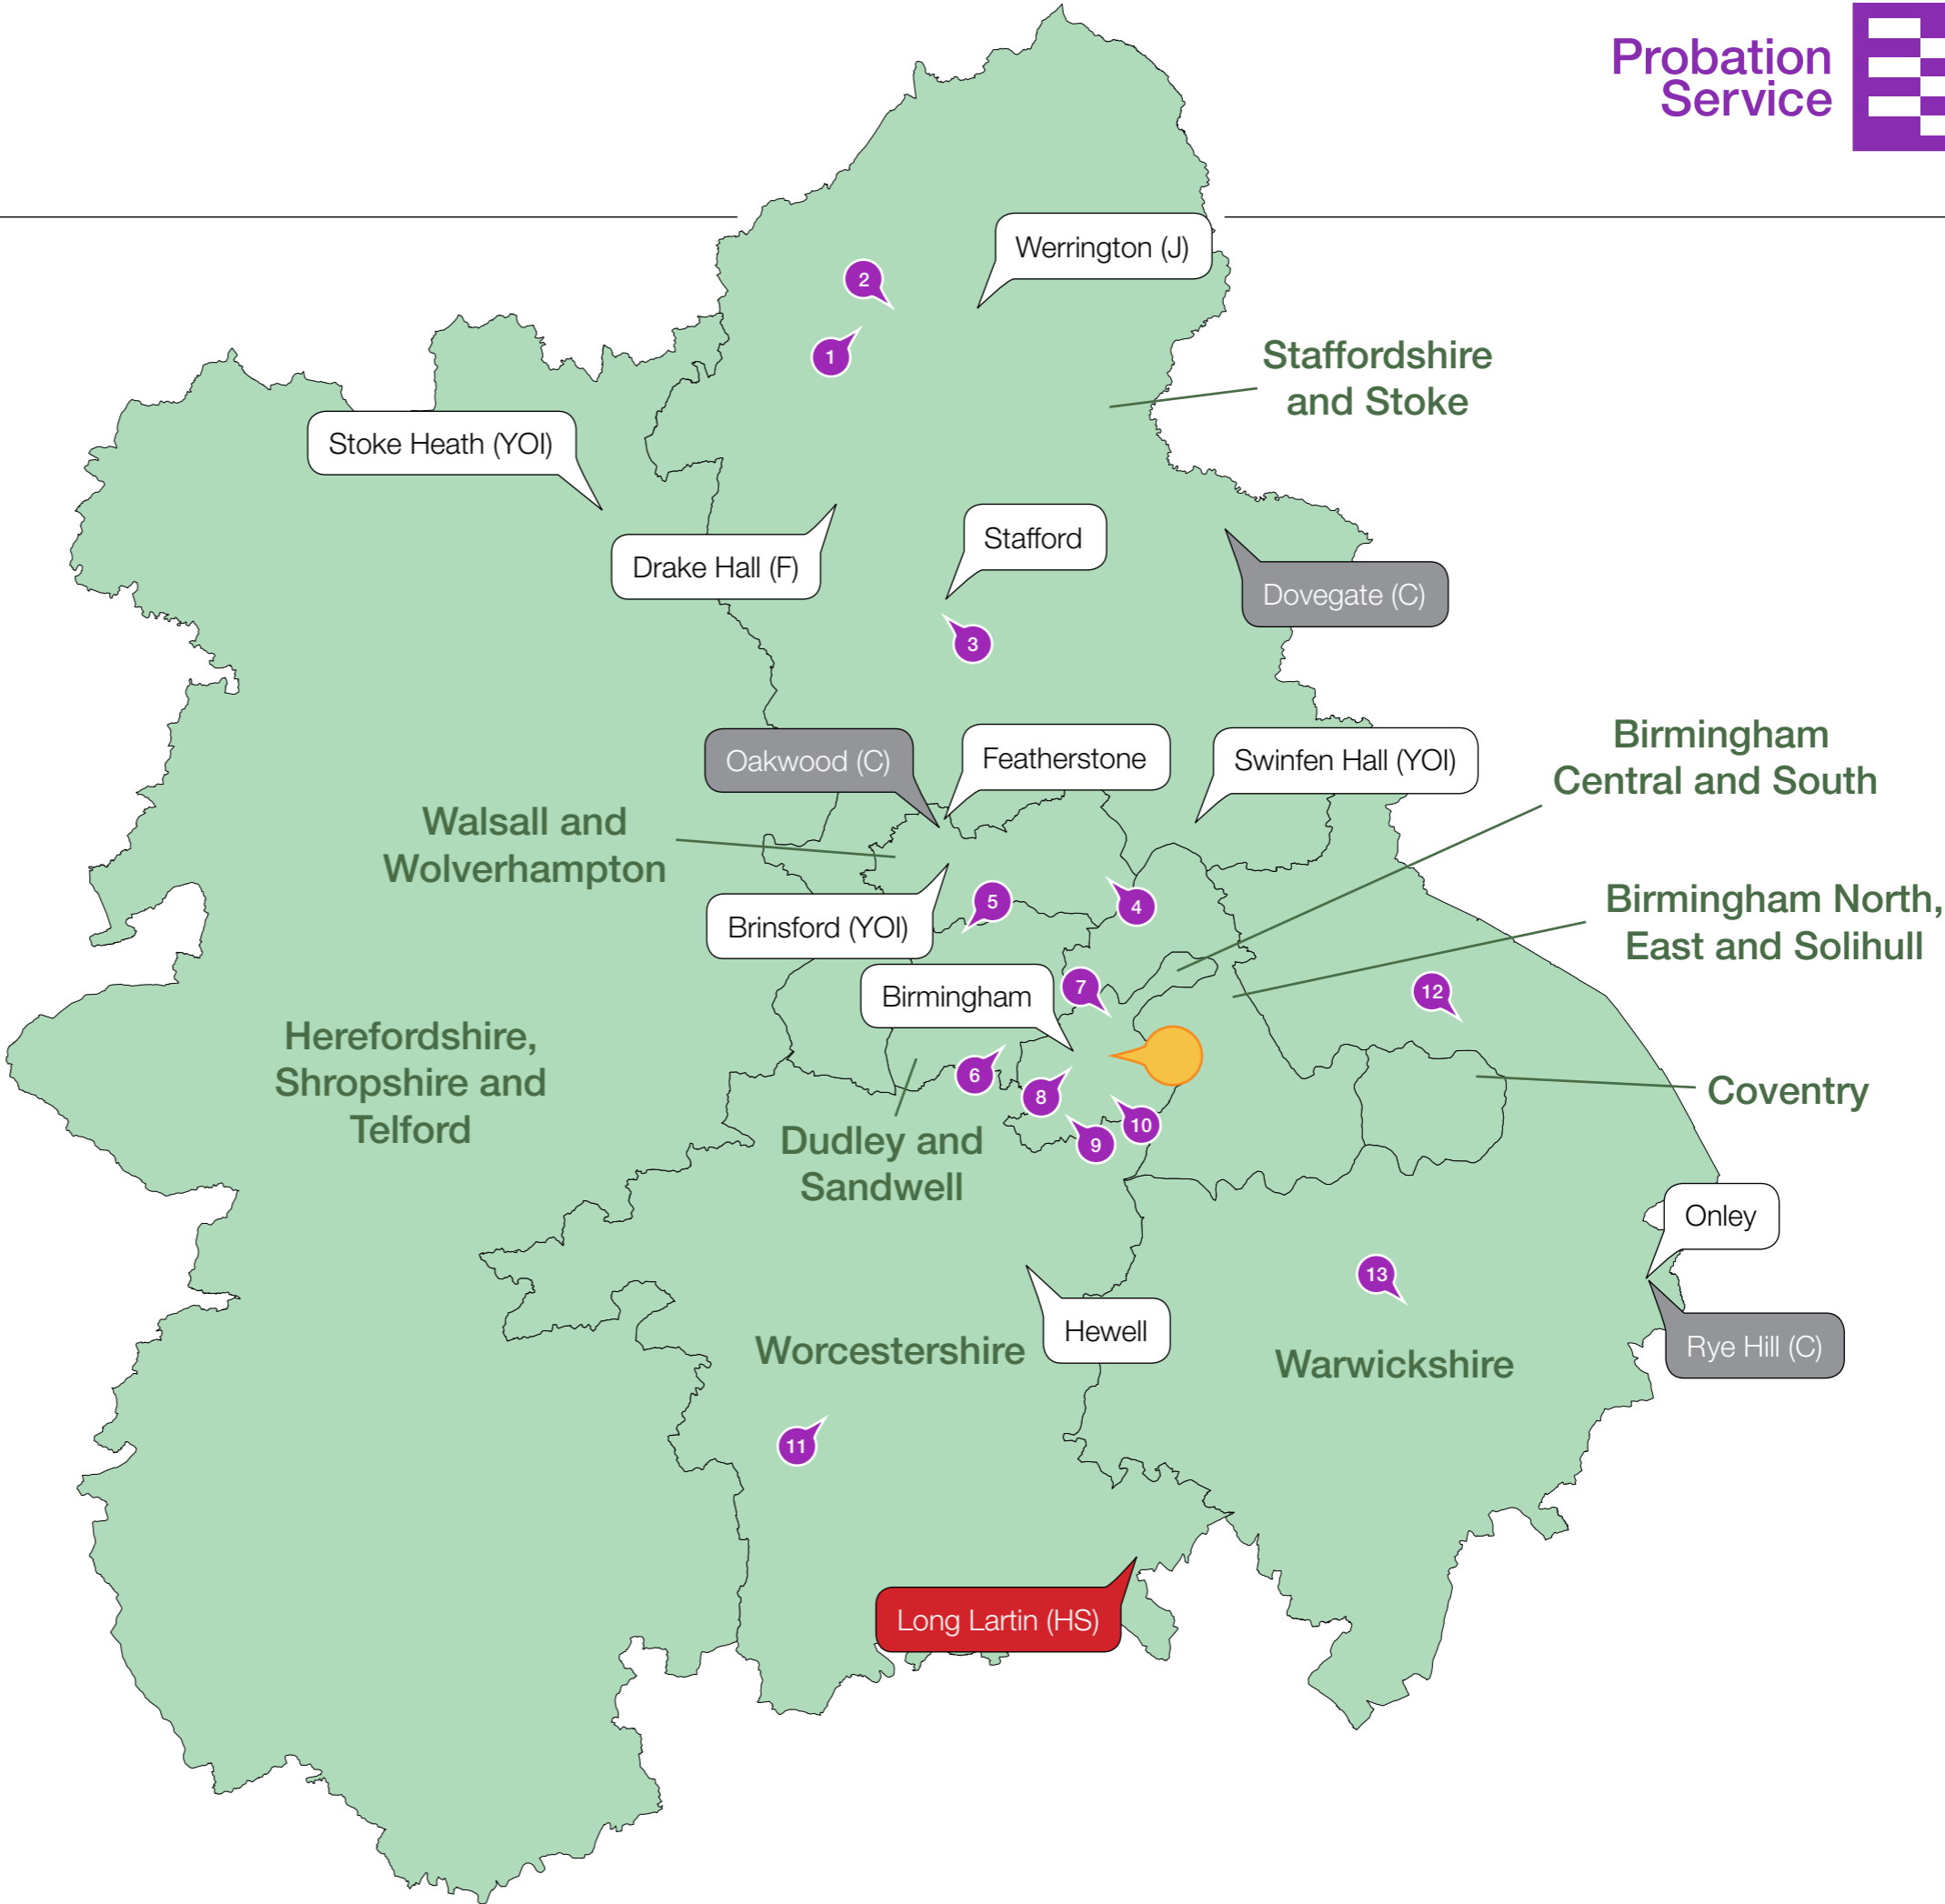 Probation
Service
Werrington (J)
2
1
Staffordshire
and Stoke
Stoke Heath (YOI)
Drake Hall (F)
Stafford
Dovegate (C)
3
Oakwood (C)
Featherstone
Swinfen Hall (YOI)
Birmingham
Central and South
Walsall and
Wolverhampton
Brinsford (YOI)
5
4
Birmingham North,
East and Solihull
Birmingham
7
12
Herefordshire,
Shropshire and
Telford
6
8
10
9
Coventry
Dudley and
Sandwell
Onley
13
Hewell
Rye Hill (C)
Worcestershire
Warwickshire
11
Long Lartin (HS)